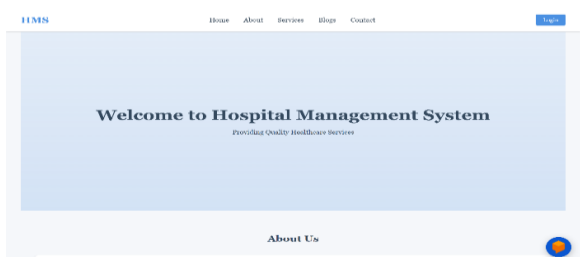 HMS
Home About Services Blogs Contact
Login
Welcome to Hospital Management System
Providing Quality Healthcare Services
About Us